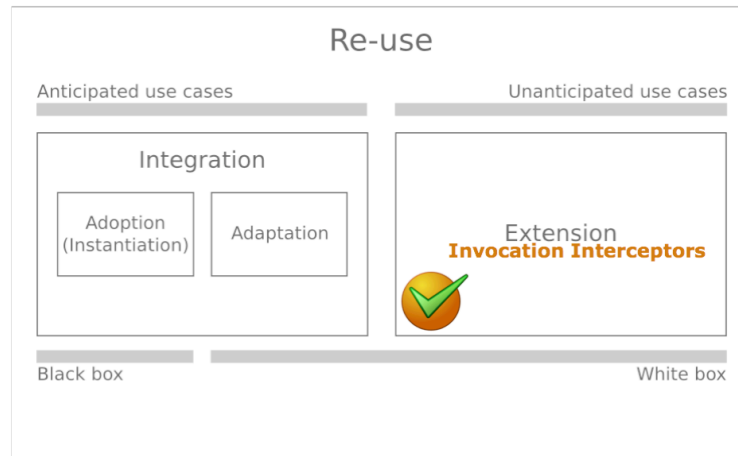 Re-use
Anticipated use cases
Unanticipated use cases
Integration
Adoption
(Instantiation)
Adaptation
Extension
Invocation Interceptors
Black box
White box